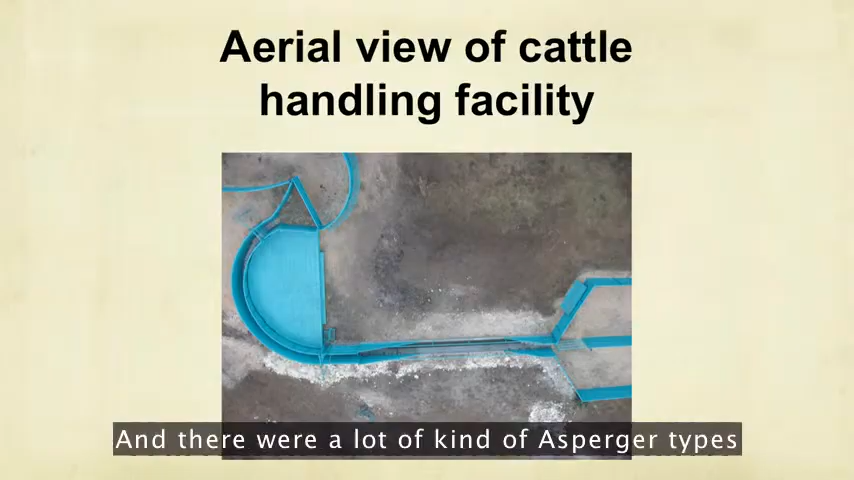 Aerial view of cattle
handling facility
And there were a lot of kind of Asperger types